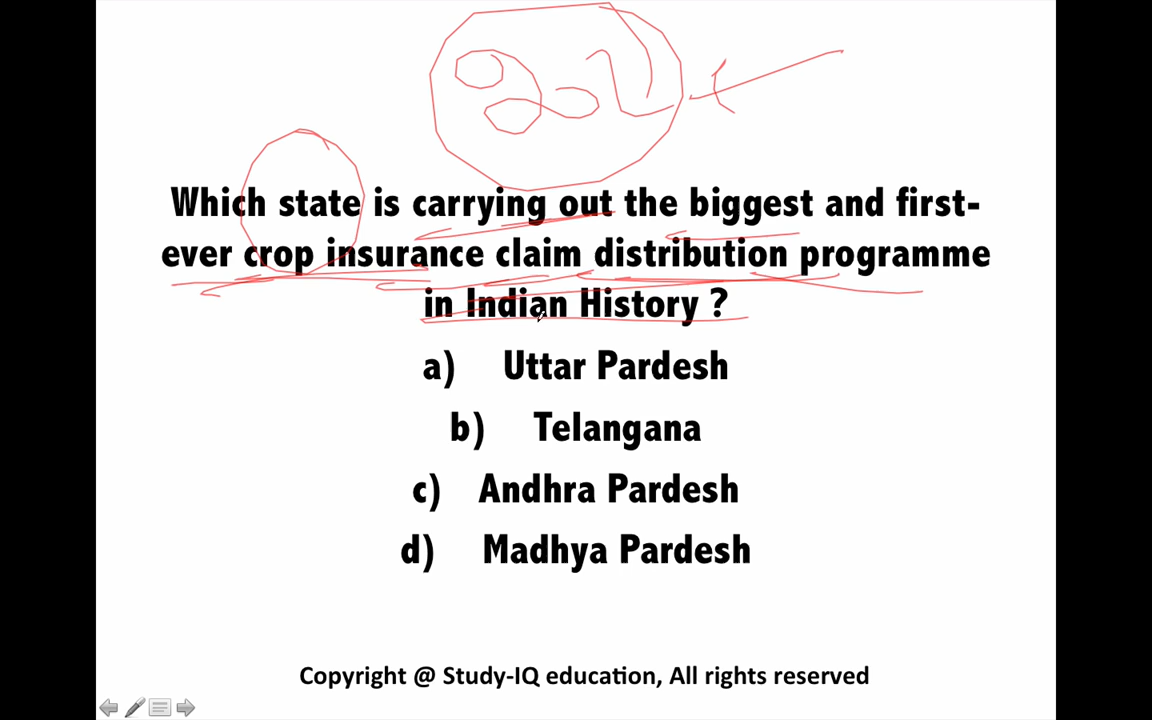 Which state is carrying out the biggest and first-
ever crop insurance claim distribution programme
in Indian History ?
a) Uttar Pardesh
b) Telangana
c) Andhra Pardesh
d) Madhya Pardesh
Copyright @ Study-IQ education, All rights reserved